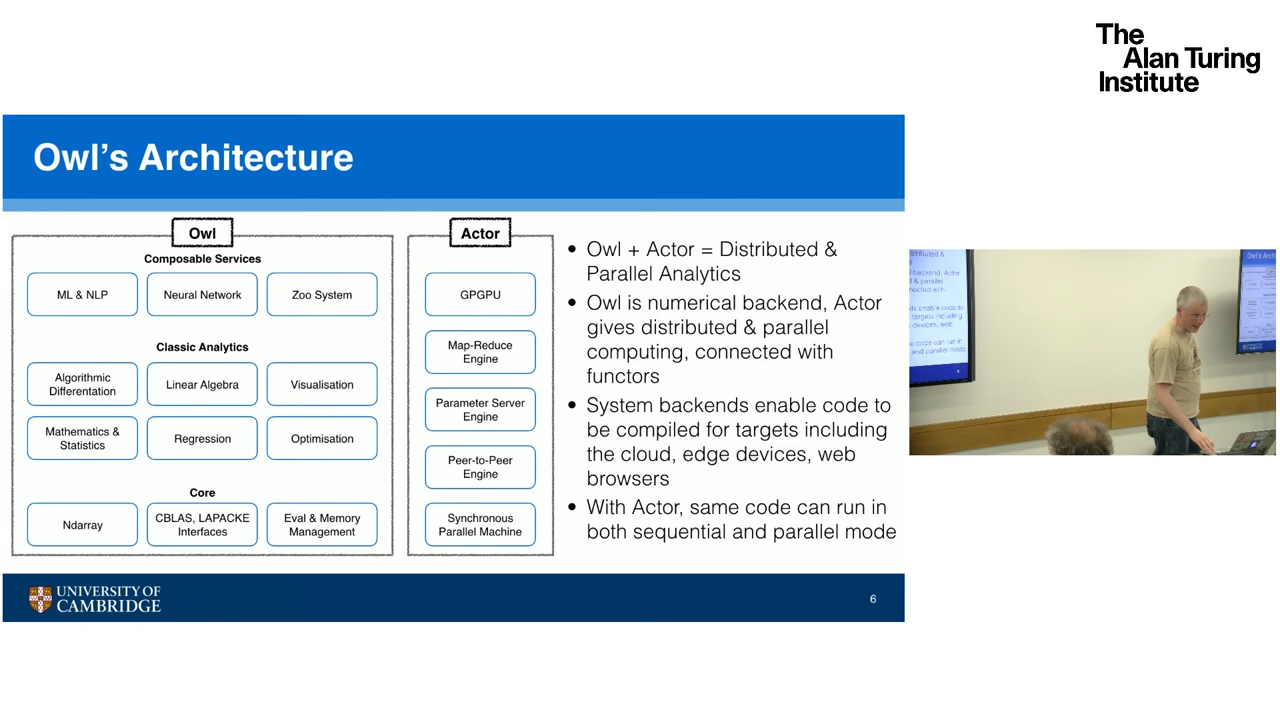 The
Alan Turing
Institute
Owl's Architecture
Owl
Composable Services
ML & NLP
Neural Network
Zoo System
Classic Analytics
Algorithmic
Differentation
Linear Algebra
Visualisation
Mathematics &
Statistics
Regression
Optimisation
Core
Ndarray
CBLAS, LAPACKE
Interfaces
Eval & Memory
Management
Actor
GPGPU
Map-Reduce
Engine
Parameter Server
Engine
Peer-to-Peer
Engine
Synchronous
Parallel Machine
• Owl + Actor = Distributed &
Parallel Analytics
• Owl is numerical backend, Actor
gives distributed & parallel
computing, connected with
functors
• System backends enable code to
be compiled for targets including
the cloud, edge devices, web
browsers
• With Actor, same code can run in
both sequential and parallel mode
UNIVERSITY OF
CAMBRIDGE
6